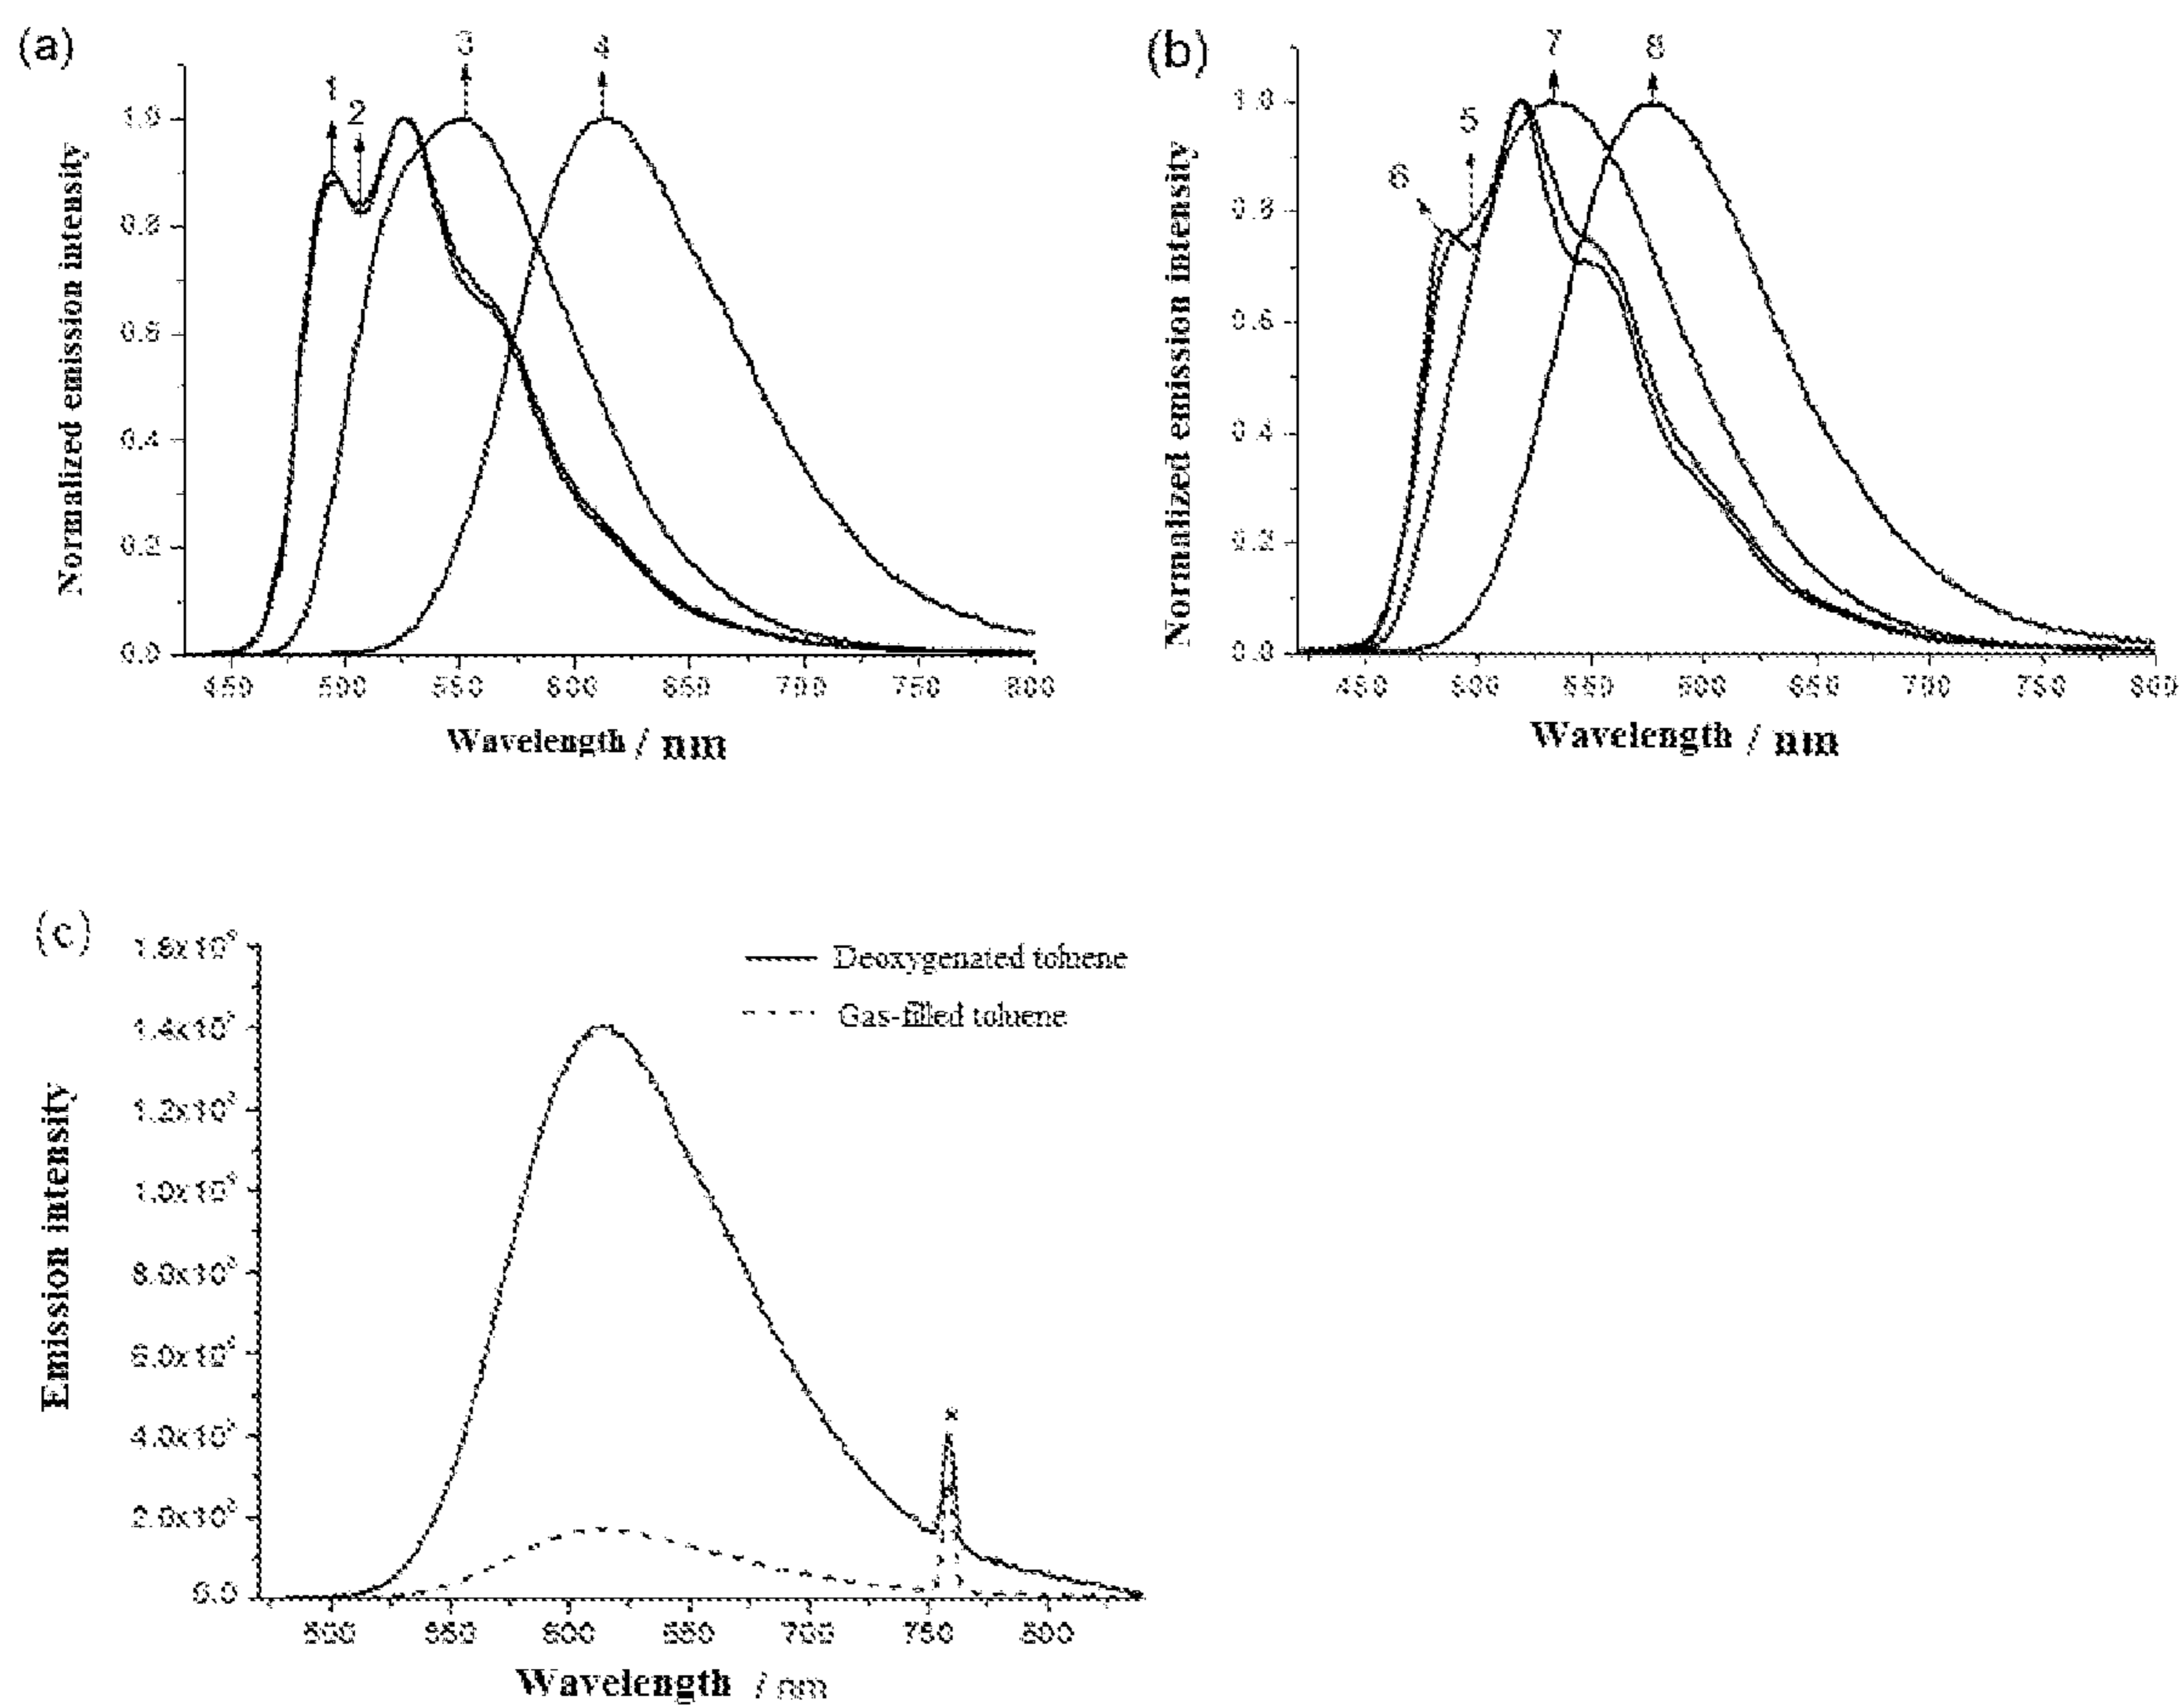 (a)
1
2
3
4
Normalized emission intensity
1.0
0.8
0.6
0.4
0.2
0.0
450 500 550 600 650 700 750 800
Wavelength / nm
(b)
6
5
7
8
Normalized emission intensity
1.0
0.8
0.6
0.4
0.2
0.0
450 500 550 600 650 700 750 800
Wavelength / nm
(c)
Deoxygenated toluene
Gas-filled toluene
Emission intensity
0.0
*
500 550 600 650 700 750 800
Wavelength / nm